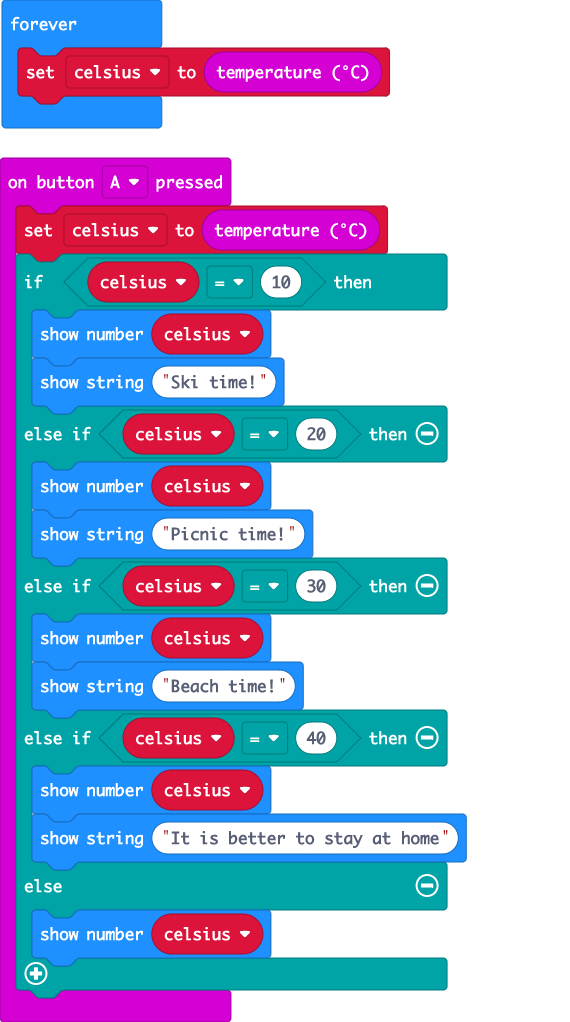 forever
set celsius to temperature (°C)
on button A pressed
set celsius to temperature (°C)
if celsius = 10 then
show number celsius
show string "Ski time!"
else if celsius = 20 then
show number celsius
show string "Picnic time!"
else if celsius = 30 then
show number celsius
show string "Beach time!"
else if celsius = 40 then
show number celsius
show string "It is better to stay at home"
else
show number celsius